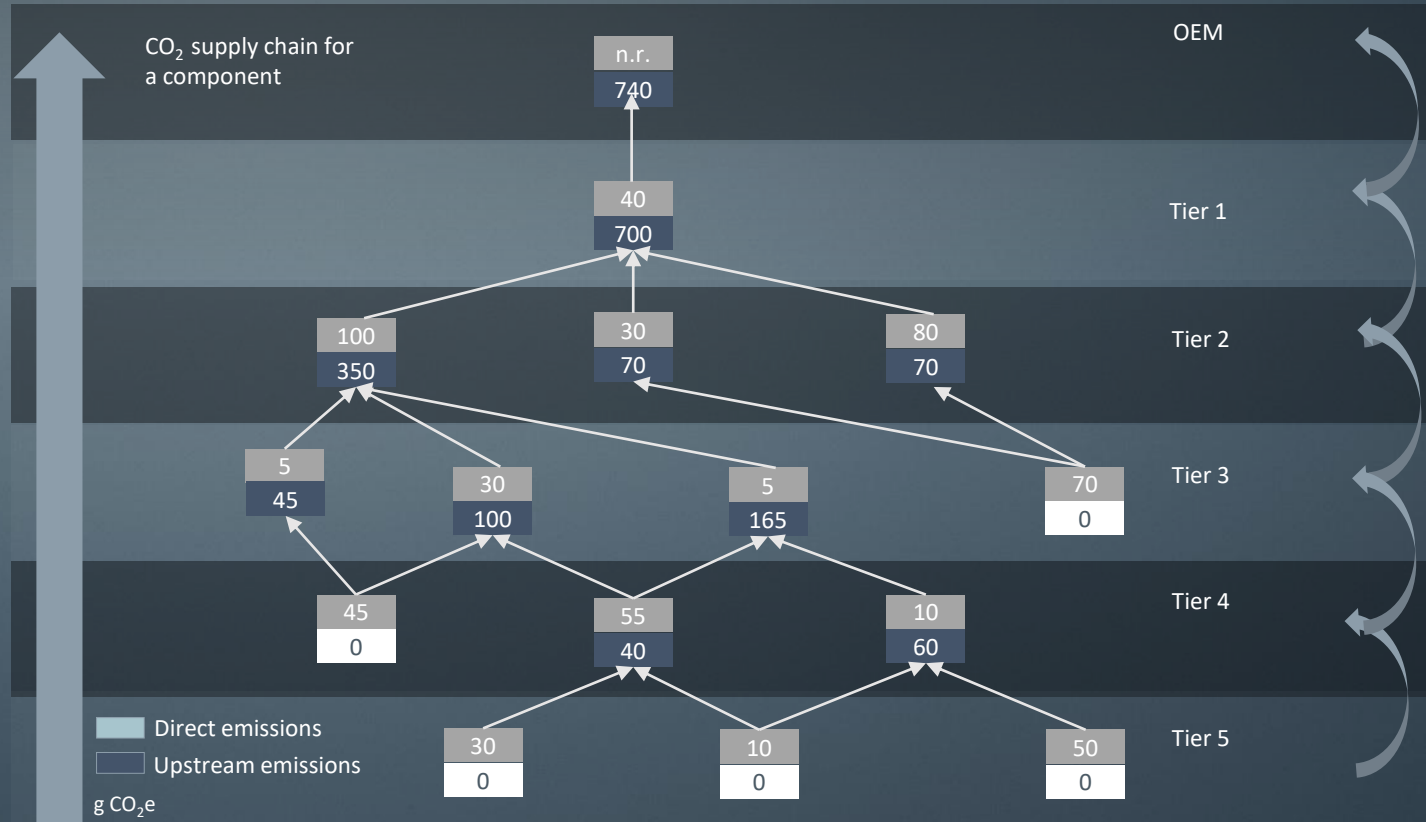 CO₂ supply chain for
a component
OEM
n.r.
740
40
700
Tier 1
100
350
30
70
80
70
Tier 2
5
45
30
100
5
165
70
0
Tier 3
45
0
55
40
10
60
Tier 4
30
0
10
0
50
0
Tier 5
Direct emissions
Upstream emissions
g CO₂e